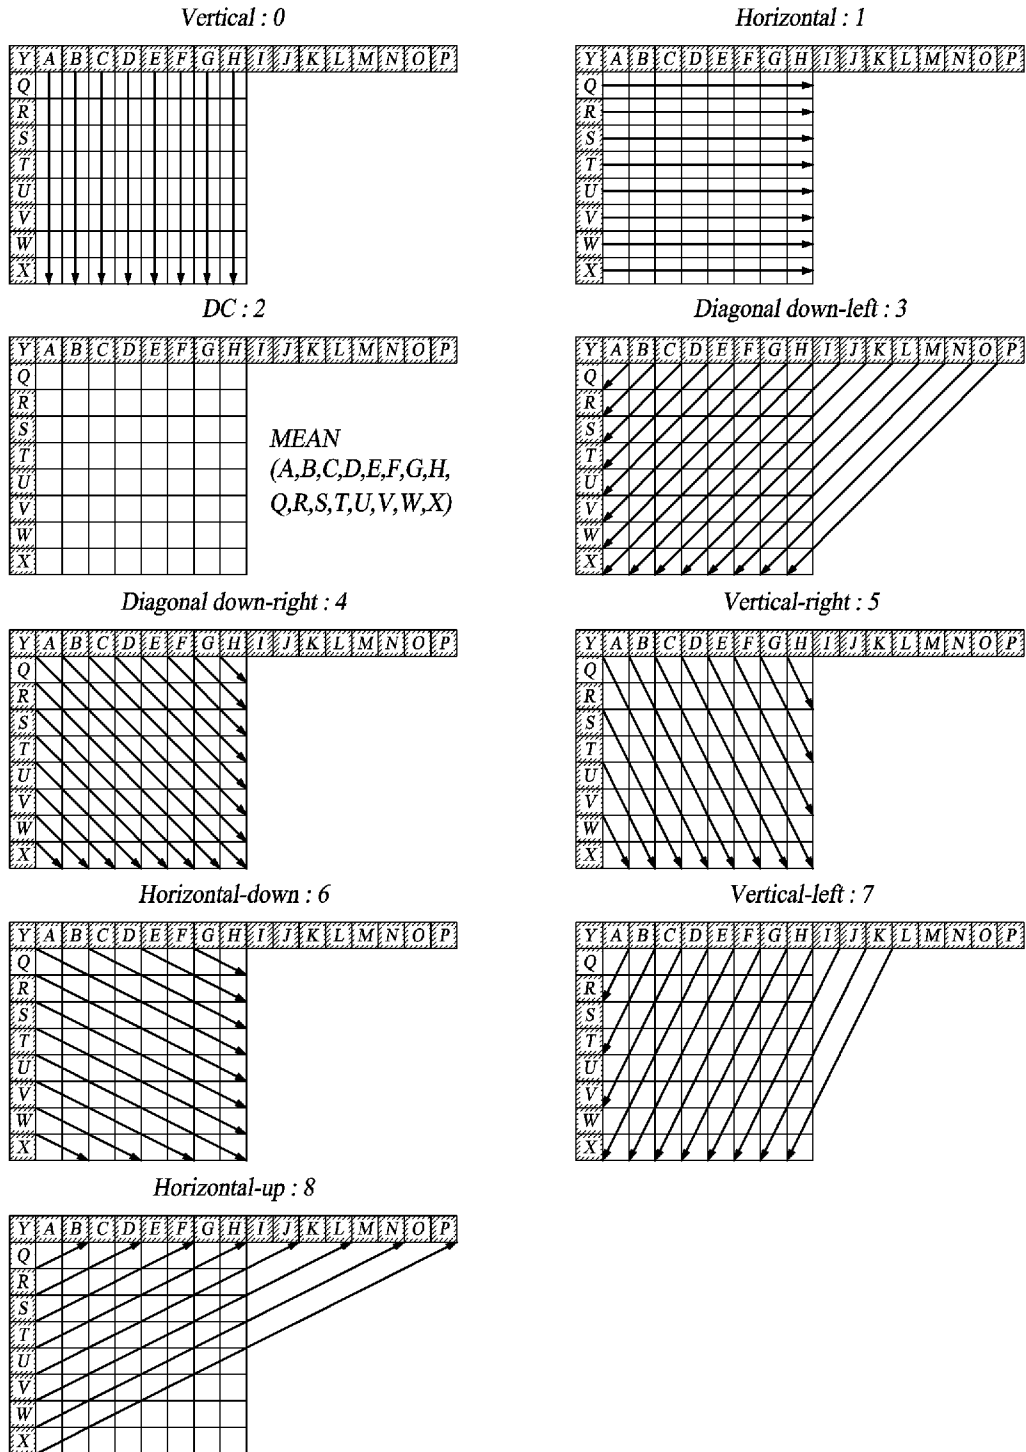 Vertical : 0
Y A B C D E F G H I J K L M N O P
Q
R
S
T
U
V
W
X
Horizontal : 1
Y A B C D E F G H I J K L M N O P
Q
R
S
T
U
V
W
X
DC : 2
Y A B C D E F G H I J K L M N O P
Q
R
S
T
U
V
W
X
MEAN
(A,B,C,D,E,F,G,H,
Q,R,S,T,U,V,W,X)
Diagonal down-left : 3
Y A B C D E F G H I J K L M N O P
Q
R
S
T
U
V
W
X
Diagonal down-right : 4
Y A B C D E F G H I J K L M N O P
Q
R
S
T
U
V
W
X
Vertical-right : 5
Y A B C D E F G H I J K L M N O P
Q
R
S
T
U
V
W
X
Horizontal-down : 6
Y A B C D E F G H I J K L M N O P
Q
R
S
T
U
V
W
X
Vertical-left : 7
Y A B C D E F G H I J K L M N O P
Q
R
S
T
U
V
W
X
Horizontal-up : 8
Y A B C D E F G H I J K L M N O P
Q
R
S
T
U
V
W
X